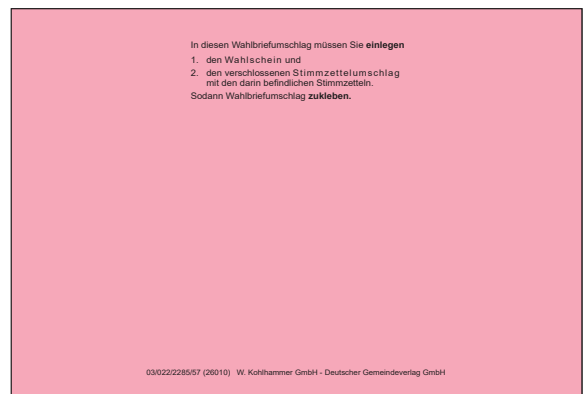 In diesen Wahlbriefumschlag müssen Sie einlegen
1. den Wahlschein und
2. den verschlossenen Stimmzettelumschlag
mit den darin befindlichen Stimmzetteln.
Sodann Wahlbriefumschlag zukleben.
03/022/2285/57 (26010) W. Kohlhammer GmbH - Deutscher Gemeindeverlag GmbH